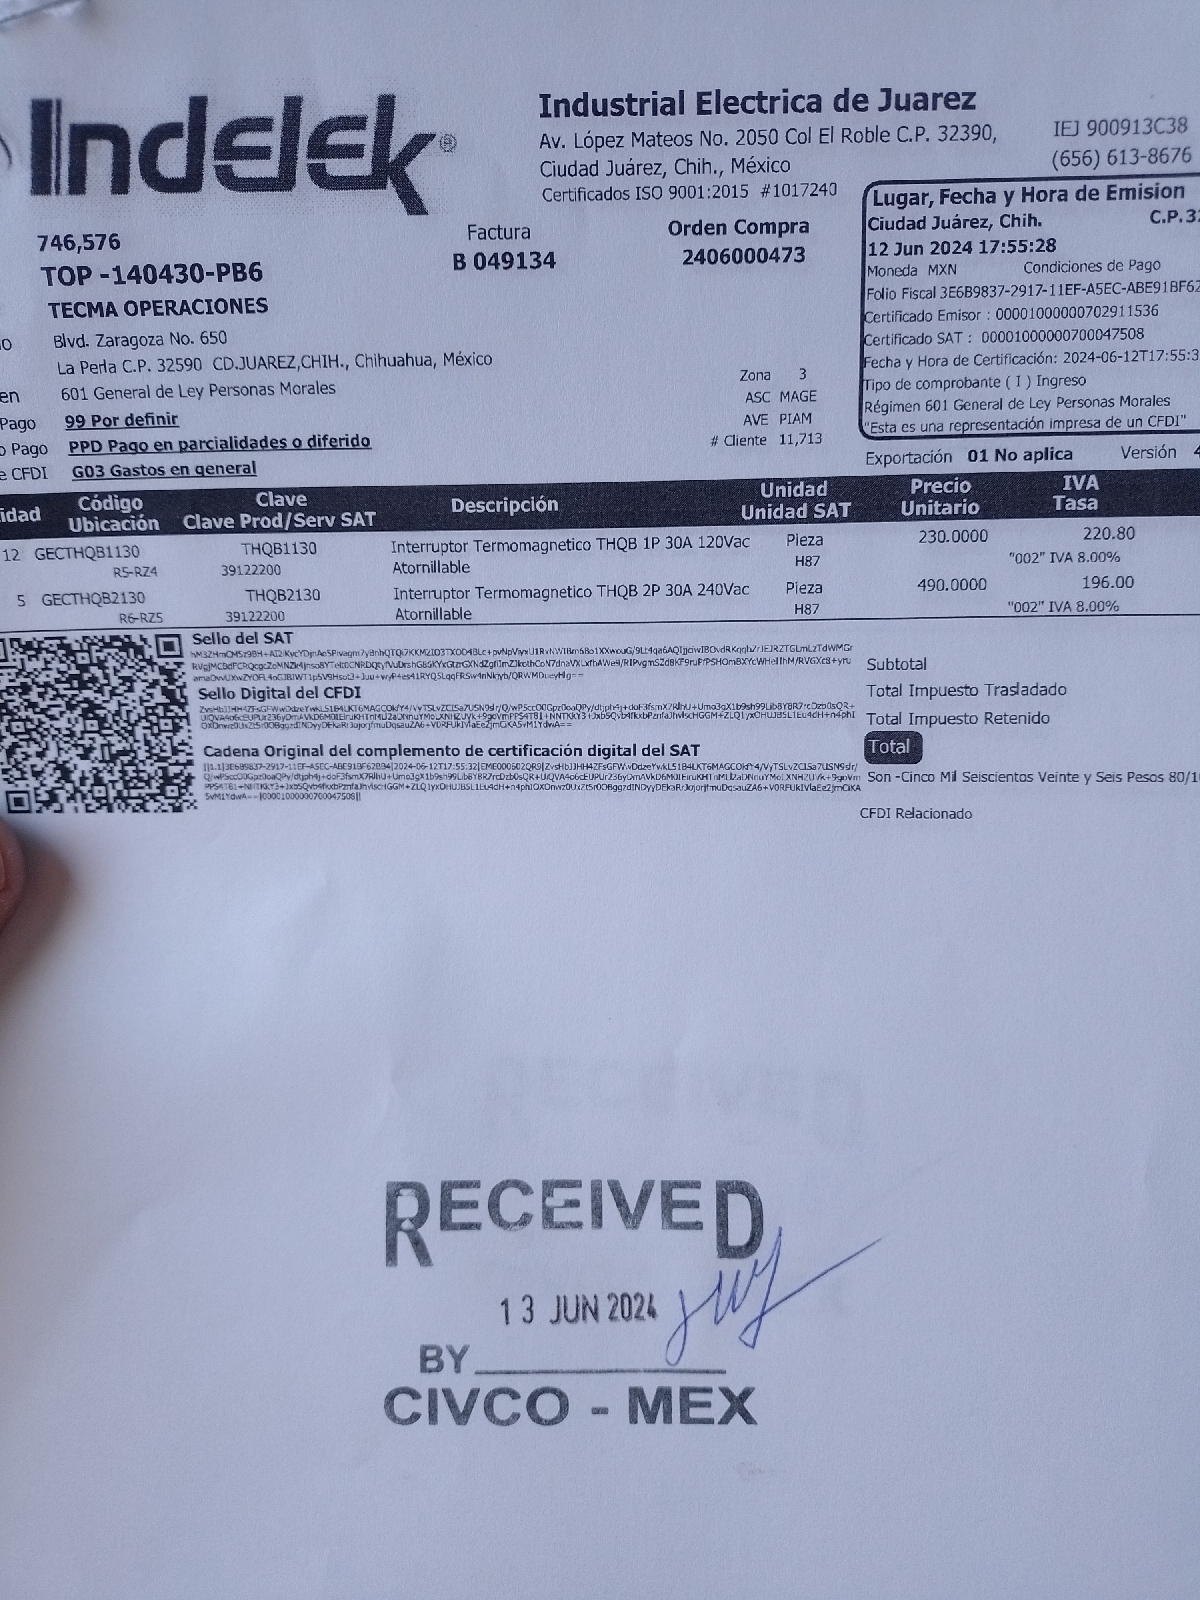 Indelek®
Industrial Electrica de Juarez
Av. López Mateos No. 2050 Col El Roble C.P. 32390,
Ciudad Juárez, Chih., México
Certificados ISO 9001:2015 #1017240
IEJ 900913C38
(656) 613-8676
746,576
TOP -140430-PB6
TECMA OPERACIONES
Blvd. Zaragoza No. 650
La Perla C.P. 32590 CD.JUAREZ,CHIH., Chihuahua, México
601 General de Ley Personas Morales
Pago 99 Por definir
Pago PPD Pago en parcialidades o diferido
CFDI G03 Gastos en general
Factura
B 049134
Orden Compra
2406000473
Zona 3
ASC MAGE
AVE PIAM
# Cliente 11,713
Lugar, Fecha y Hora de Emision
Ciudad Juárez, Chih. C.P.
12 Jun 2024 17:55:28
Moneda MXN Condiciones de Pago
Folio Fiscal 3E6B9837-2917-11EF-A5EC-ABE91BF62
Certificado Emisor : 00001000000702911536
Certificado SAT : 00001000000700047508
Fecha y Hora de Certificación: 2024-06-12T17:55:3
Tipo de comprobante ( I ) Ingreso
Régimen 601 General de Ley Personas Morales
"Esta es una representación impresa de un CFDI"
Exportación 01 No aplica Versión 4
idad Código Ubicación Clave Clave Prod/Serv SAT Descripción Unidad Unidad SAT Precio Unitario IVA Tasa
12 GECTHQB1130 THQB1130 Interruptor Termomagnetico THQB 1P 30A 120Vac Pieza 230.0000 220.80
R5-RZ4 39122200 Atornillable H87 "002" IVA 8.00%
5 GECTHQB2130 THQB2130 Interruptor Termomagnetico THQB 2P 30A 240Vac Pieza 490.0000 196.00
R6-RZ5 39122200 Atornillable H87 "002" IVA 8.00%
Sello del SAT
Sello Digital del CFDI
Cadena Original del complemento de certificación digital del SAT
Subtotal
Total Impuesto Trasladado
Total Impuesto Retenido
Total
Son -Cinco Mil Seiscientos Veinte y Seis Pesos 80/1
CFDI Relacionado
RECEIVED
13 JUN 2024
BY
CIVCO - MEX